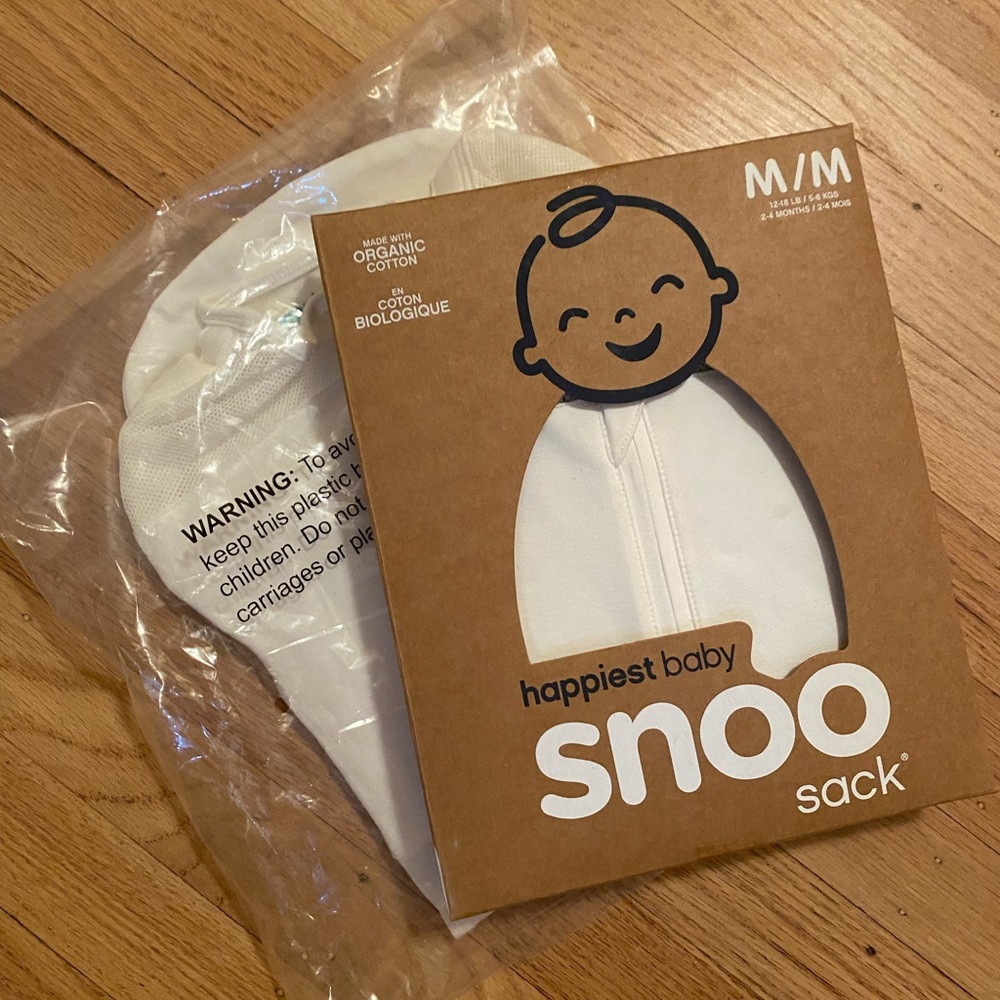 M/M
12-18 LB / 5-8 KGS
2-4 MONTHS / 2-4 MOIS
MADE WITH
ORGANIC
COTTON
EN
COTON
BIOLOGIQUE
WARNING: To avo
keep this plastic
children. Do not
carriages or pla
happiest baby
snoo
sack®